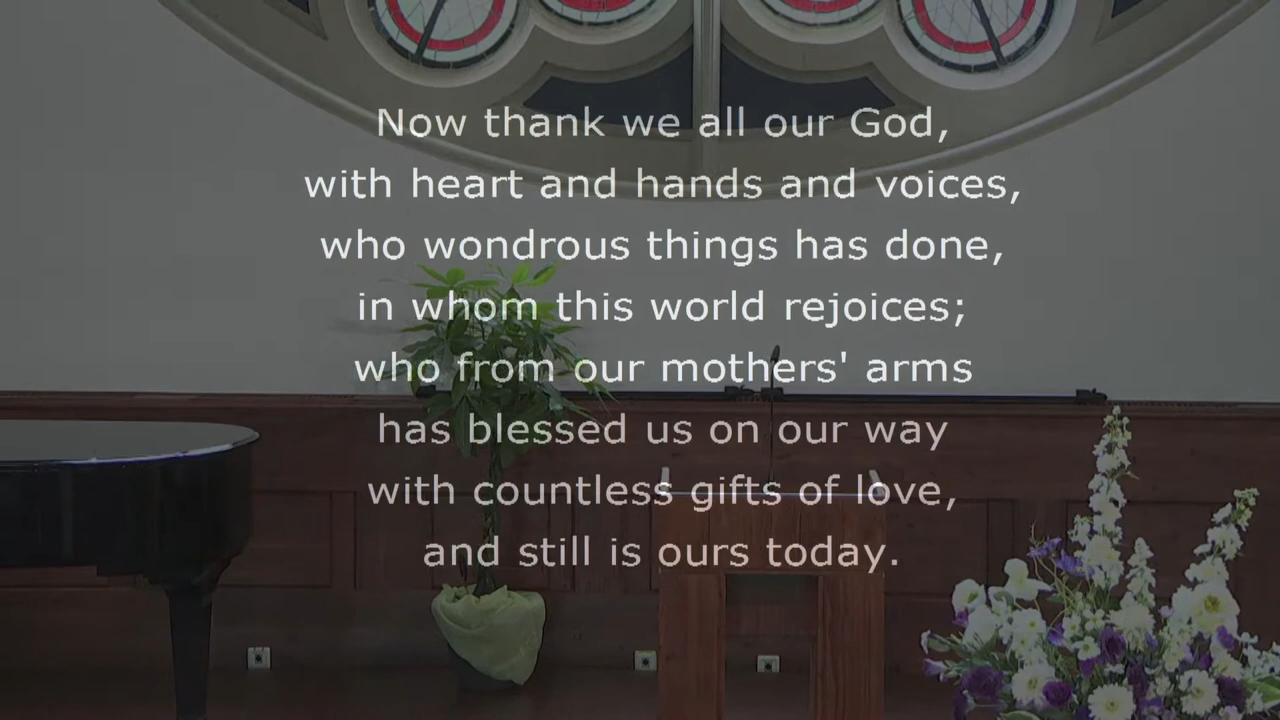 Now thank we all our God,
with heart and hands and voices,
who wondrous things has done,
in whom this world rejoices;
who from our mothers' arms
has blessed us on our way
with countless gifts of love,
and still is ours today.